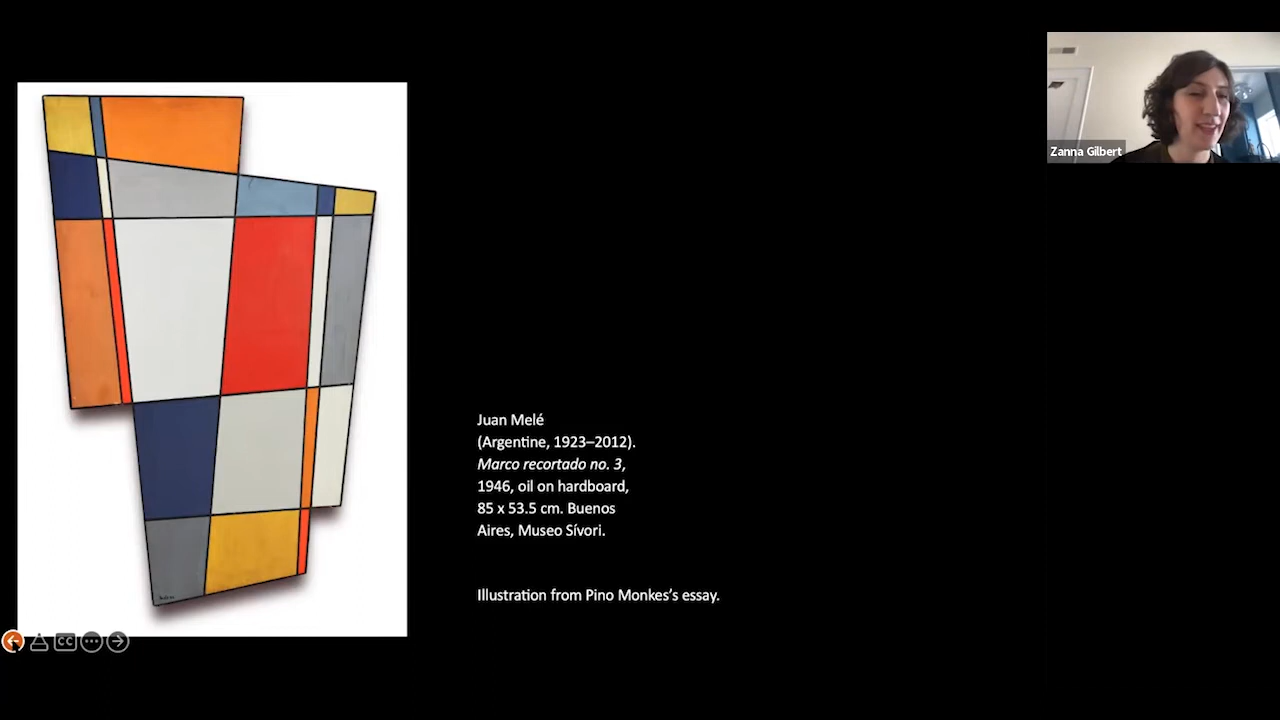 Zanna Gilbert
Juan Melé
(Argentine, 1923–2012).
Marco recortado no. 3,
1946, oil on hardboard,
85 x 53.5 cm. Buenos
Aires, Museo Sívori.
Illustration from Pino Monkes’s essay.
CC